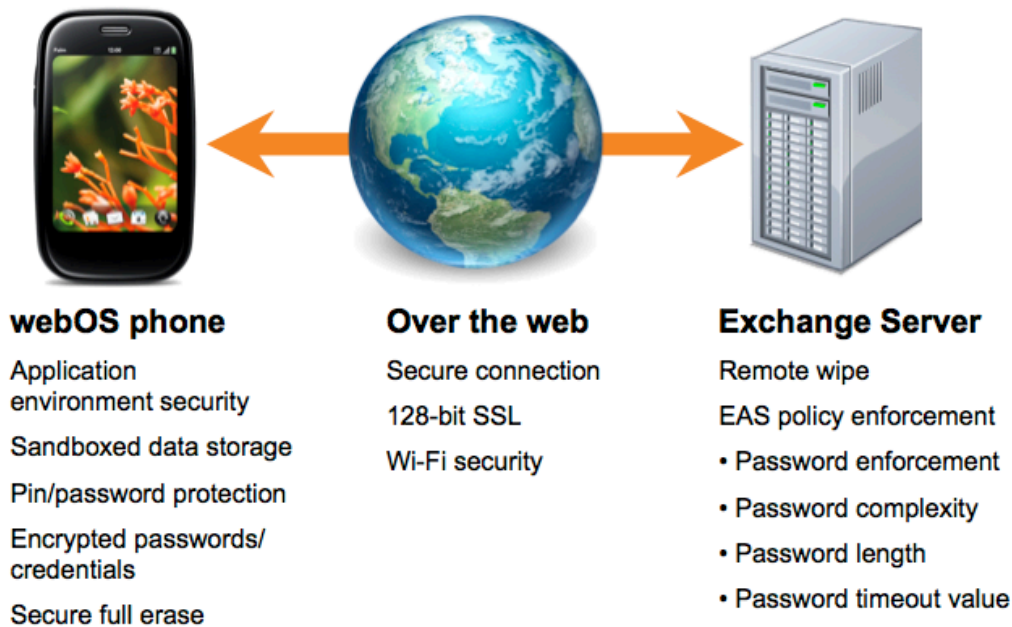 webOS phone
Application
environment security
Sandboxed data storage
Pin/password protection
Encrypted passwords/
credentials
Secure full erase
Over the web
Secure connection
128-bit SSL
Wi-Fi security
Exchange Server
Remote wipe
EAS policy enforcement
• Password enforcement
• Password complexity
• Password length
• Password timeout value